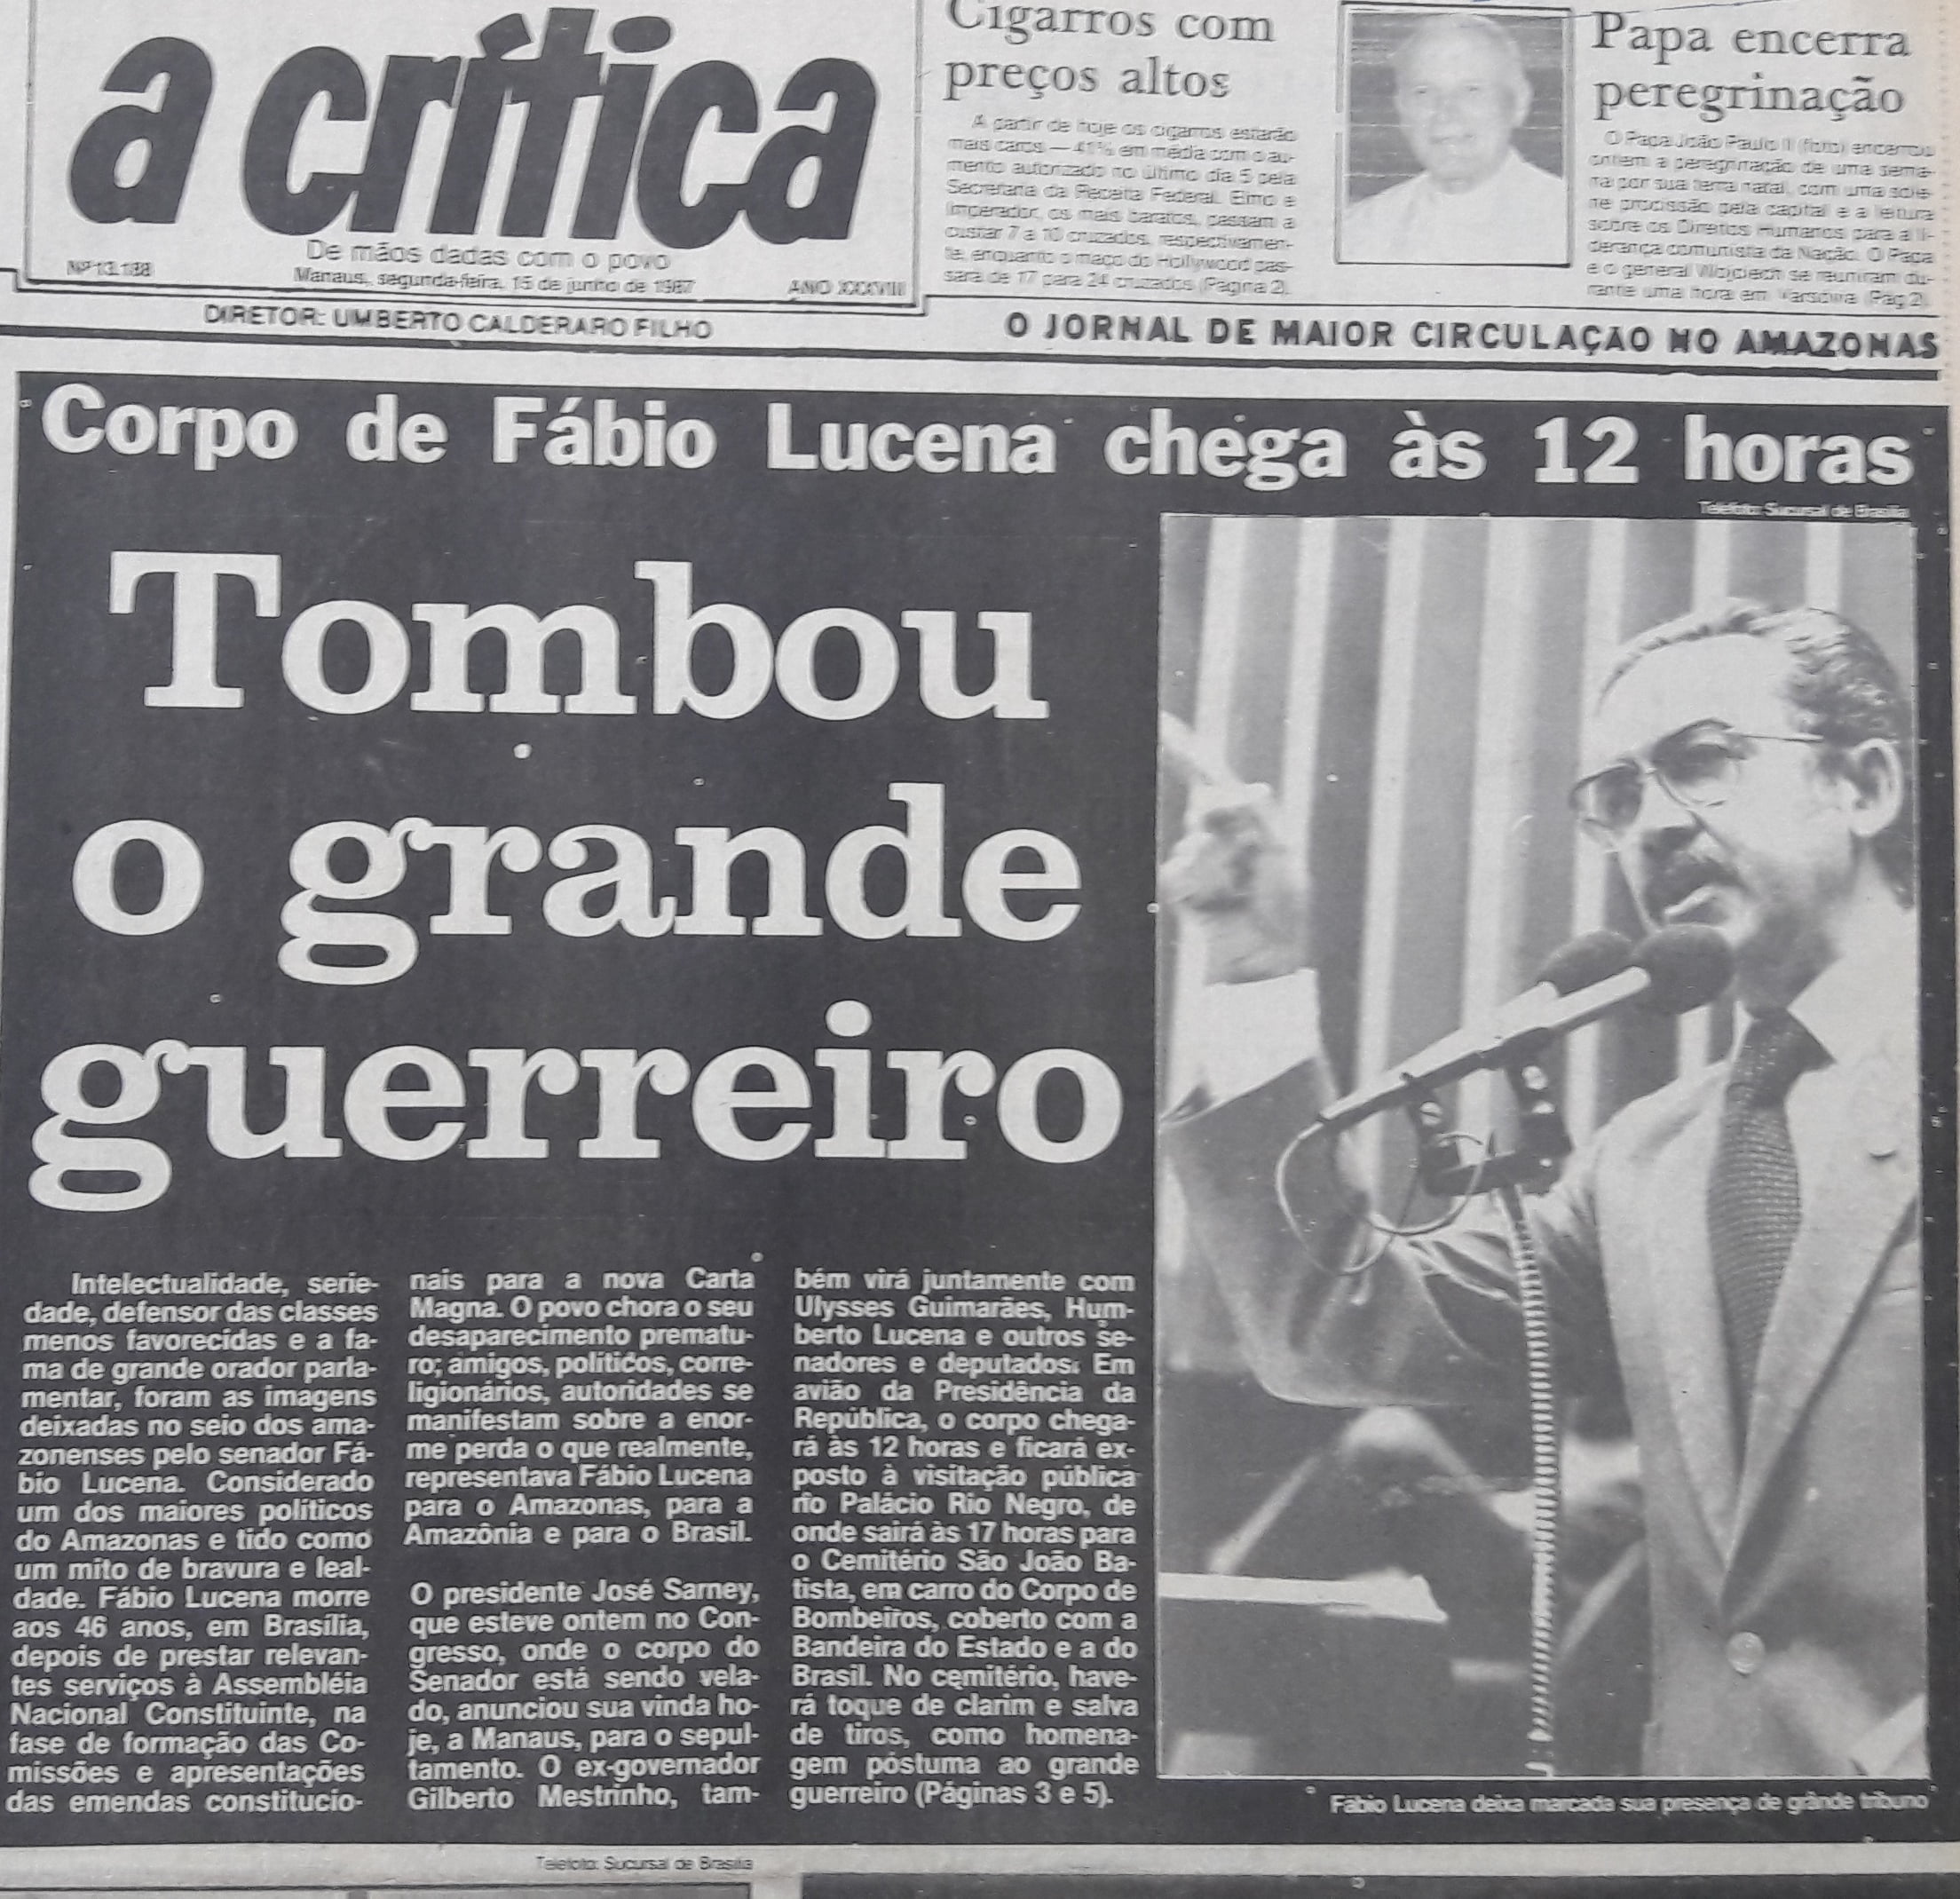 a crítica
De mãos dadas com o povo
Nº 13.188
Manaus, segunda-feira, 15 de junho de 1987
ANO XXXVIII
Cigarros com
preços altos
A partir de hoje os cigarros estarão
mais caros — 41% em média com o au-
mento autorizado no último dia 5 pela
Secretaria da Receita Federal. Elmo e
Imperador, os mais baratos, passam a
custar 7 a 10 cruzados, respectivamen-
te, enquanto o maço do Hollywood pas-
sará de 17 para 24 cruzados (Página 2).
Papa encerra
peregrinação
O Papa João Paulo II (foto) encerrou
ontem a peregrinação de uma sema-
na por sua terra natal, com uma sole-
ne procissão pela capital e a leitura
sobre os Direitos Humanos para a li-
derança comunista da Nação. O Papa
e o general Wojciech se reuniram du-
rante uma hora em Varsóvia (Pág 2).
DIRETOR: UMBERTO CALDERARO FILHO
O JORNAL DE MAIOR CIRCULAÇÃO NO AMAZONAS
Corpo de Fábio Lucena chega às 12 horas
Telefoto: Sucursal de Brasília
Tombou
o grande
guerreiro
Intelectualidade, serie-
dade, defensor das classes
menos favorecidas e a fa-
ma de grande orador parla-
mentar, foram as imagens
deixadas no seio dos ama-
zonenses pelo senador Fá-
bio Lucena. Considerado
um dos maiores políticos
do Amazonas e tido como
um mito de bravura e leal-
dade. Fábio Lucena morre
aos 46 anos, em Brasília,
depois de prestar relevan-
tes serviços à Assembléia
Nacional Constituinte, na
fase de formação das Co-
missões e apresentações
das emendas constitucio-
nais para a nova Carta
Magna. O povo chora o seu
desaparecimento prematu-
ro; amigos, políticos, corre-
ligionários, autoridades se
manifestam sobre a enor-
me perda o que realmente,
representava Fábio Lucena
para o Amazonas, para a
Amazônia e para o Brasil.
O presidente José Sarney,
que esteve ontem no Con-
gresso, onde o corpo do
Senador está sendo vela-
do, anunciou sua vinda ho-
je, a Manaus, para o sepul-
tamento. O ex-governador
Gilberto Mestrinho, tam-
bém virá juntamente com
Ulysses Guimarães, Hum-
berto Lucena e outros se-
nadores e deputados. Em
avião da Presidência da
República, o corpo chega-
rá às 12 horas e ficará ex-
posto à visitação pública
no Palácio Rio Negro, de
onde sairá às 17 horas para
o Cemitério São João Ba-
tista, em carro do Corpo de
Bombeiros, coberto com a
Bandeira do Estado e a do
Brasil. No cemitério, have-
rá toque de clarim e salva
de tiros, como homena-
gem póstuma ao grande
guerreiro (Páginas 3 e 5).
Fábio Lucena deixa marcada sua presença de grande tribuno
Telefoto: Sucursal de Brasília